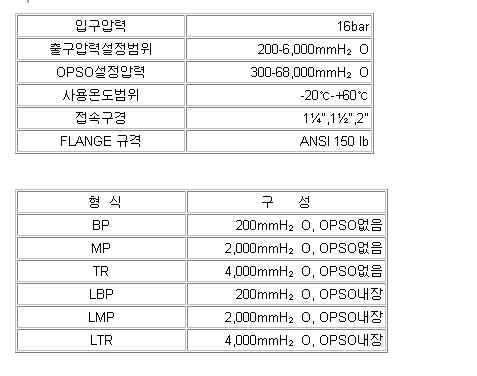 입구압력 16bar
출구압력설정범위 200-6,000mmH₂ O
OPSO설정압력 300-68,000mmH₂ O
사용온도범위 -20℃-+60℃
접속구경 1¼",1½",2"
FLANGE 규격 ANSI 150 lb
형 식 구 성
BP 200mmH₂ O, OPSO없음
MP 2,000mmH₂ O, OPSO없음
TR 4,000mmH₂ O, OPSO없음
LBP 200mmH₂ O, OPSO내장
LMP 2,000mmH₂ O, OPSO내장
LTR 4,000mmH₂ O, OPSO내장